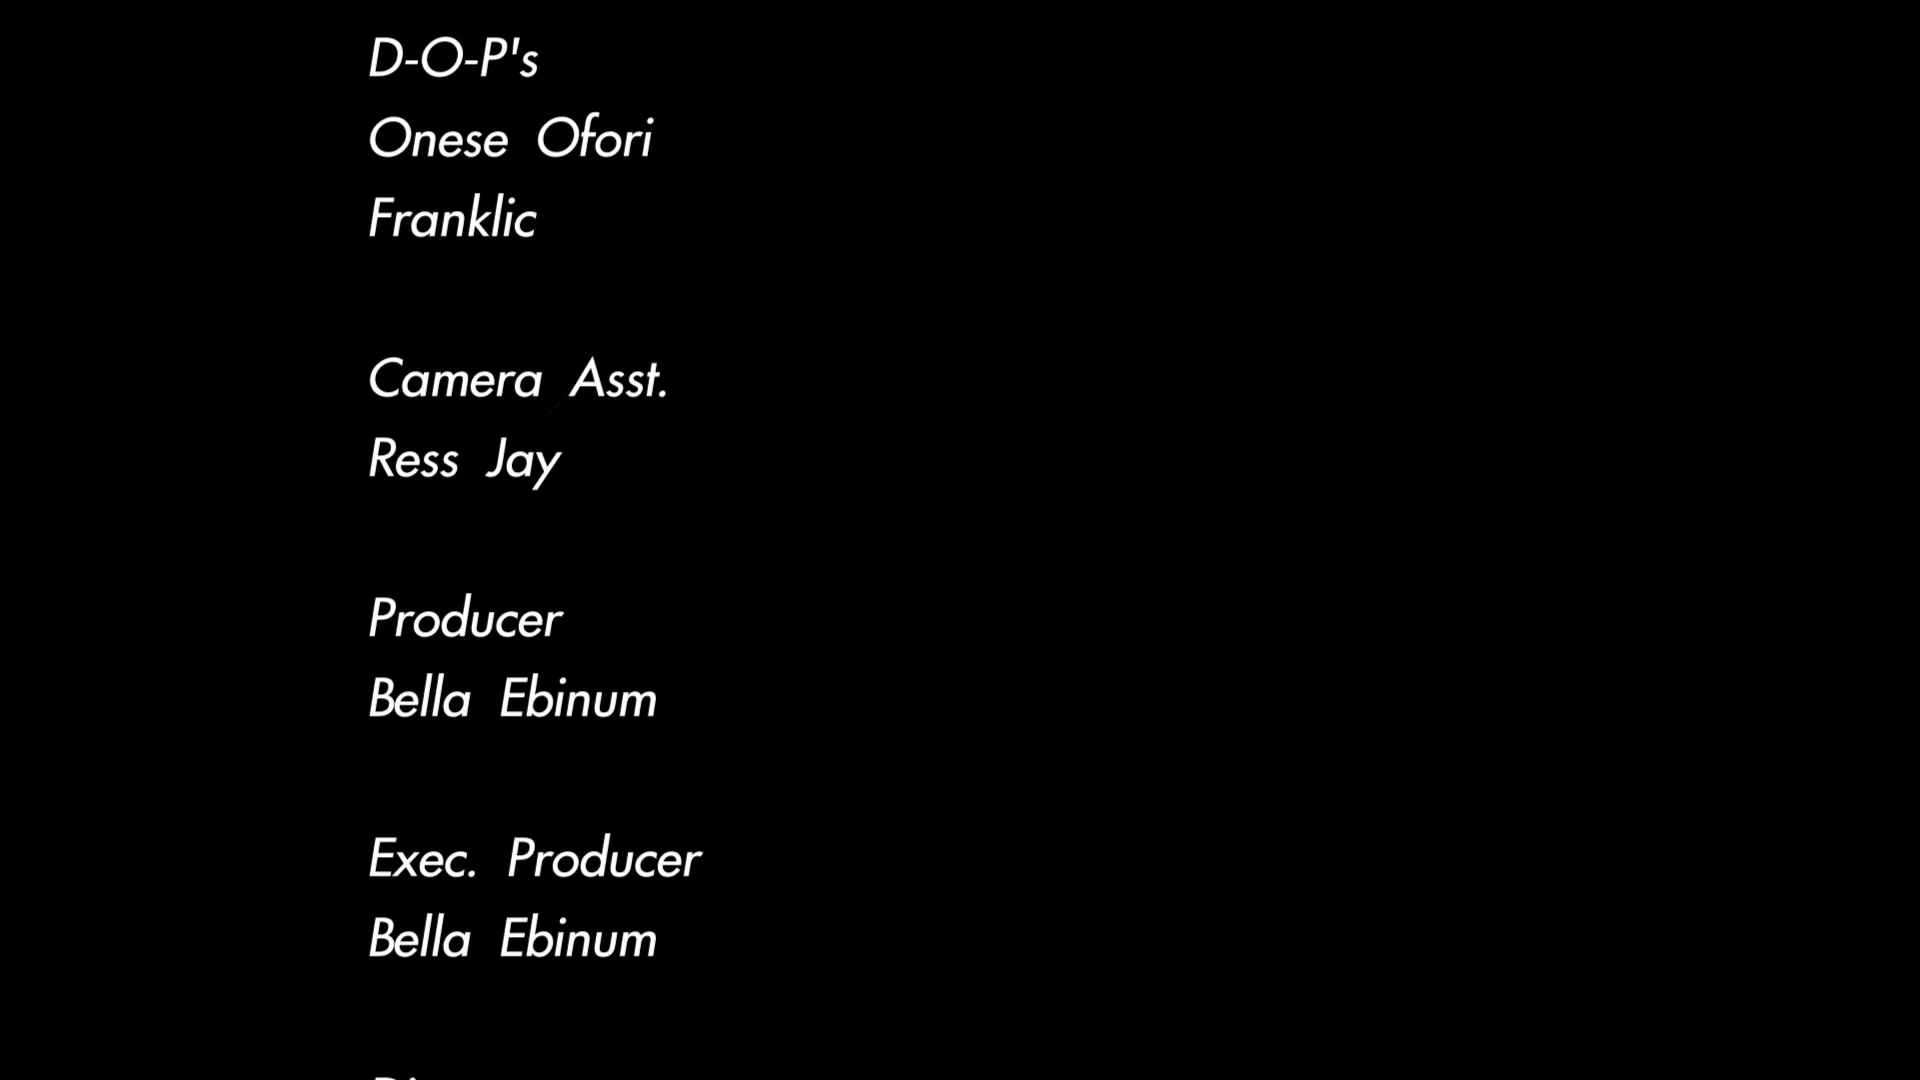 D-O-P's
Onese Ofori
Franklic
Camera Asst.
Ress Jay
Producer
Bella Ebinum
Exec. Producer
Bella Ebinum